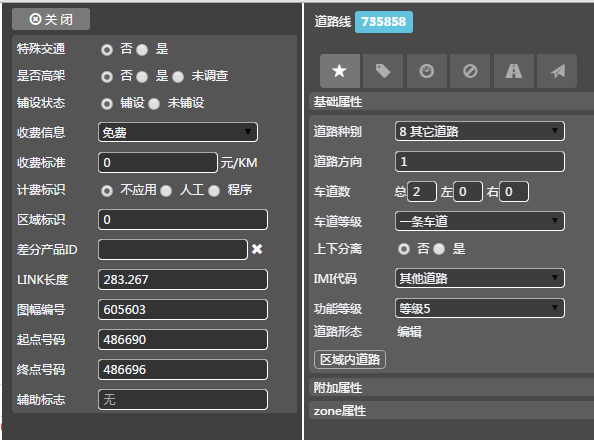 关 闭
特殊交通 否 是
是否高架 否 是 未调查
铺设状态 铺设 未铺设
收费信息 免费
收费标准 0 元/KM
计费标识 不应用 人工 程序
区域标识 0
差分产品ID
LINK长度 283.267
图幅编号 605603
起点号码 486690
终点号码 486696
辅助标志 无
道路线 735858
基础属性
道路种别 8 其它道路
道路方向 1
车道数 总 2 左 0 右 0
车道等级 一条车道
上下分离 否 是
IMI代码 其他道路
功能等级 等级5
道路形态 编辑
区域内道路
附加属性
zone属性